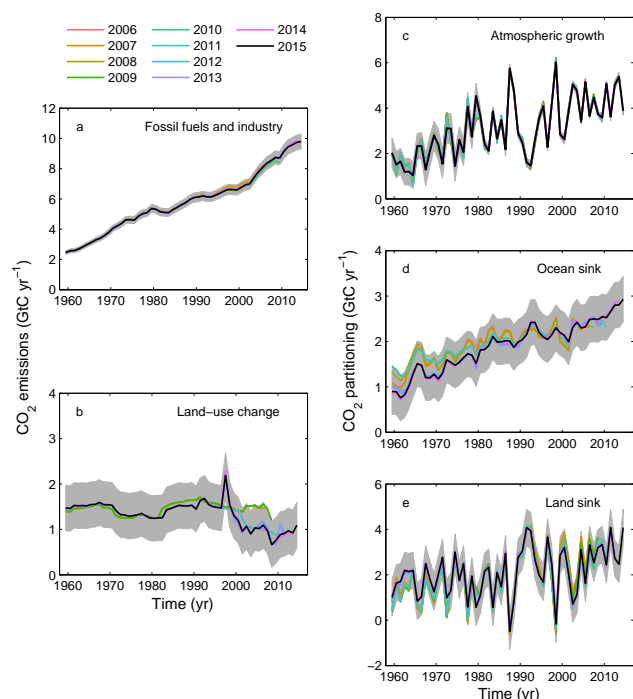 2006 2010 2014
2007 2011 2015
2008 2012
2009 2013
a Fossil fuels and industry
12
10
8
6
4
2
0
1960 1970 1980 1990 2000 2010
CO2 emissions (GtC yr−1)
b Land−use change
4
3
2
1
0
1960 1970 1980 1990 2000 2010
Time (yr)
c Atmospheric growth
8
6
4
2
0
1960 1970 1980 1990 2000 2010
CO2 partitioning (GtC yr−1)
d Ocean sink
4
3
2
1
0
1960 1970 1980 1990 2000 2010
e Land sink
6
4
2
0
−2
1960 1970 1980 1990 2000 2010
Time (yr)